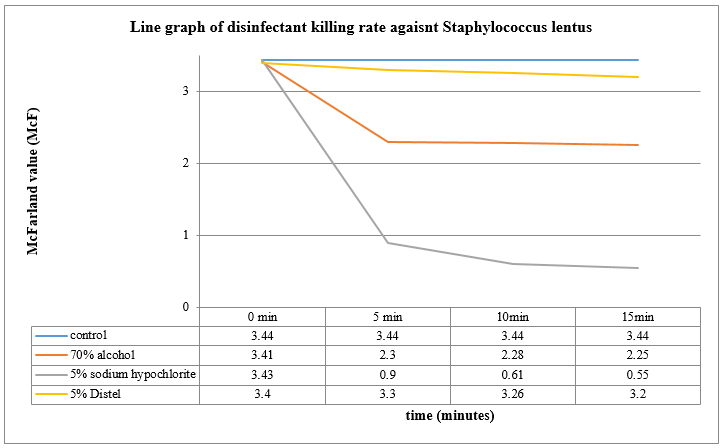 Line graph of disinfectant killing rate agaisnt Staphylococcus lentus
McFarland value (McF)
3
2
1
0
0 min 5 min 10min 15min
control 3.44 3.44 3.44 3.44
70% alcohol 3.41 2.3 2.28 2.25
5% sodium hypochlorite 3.43 0.9 0.61 0.55
5% Distel 3.4 3.3 3.26 3.2
time (minutes)